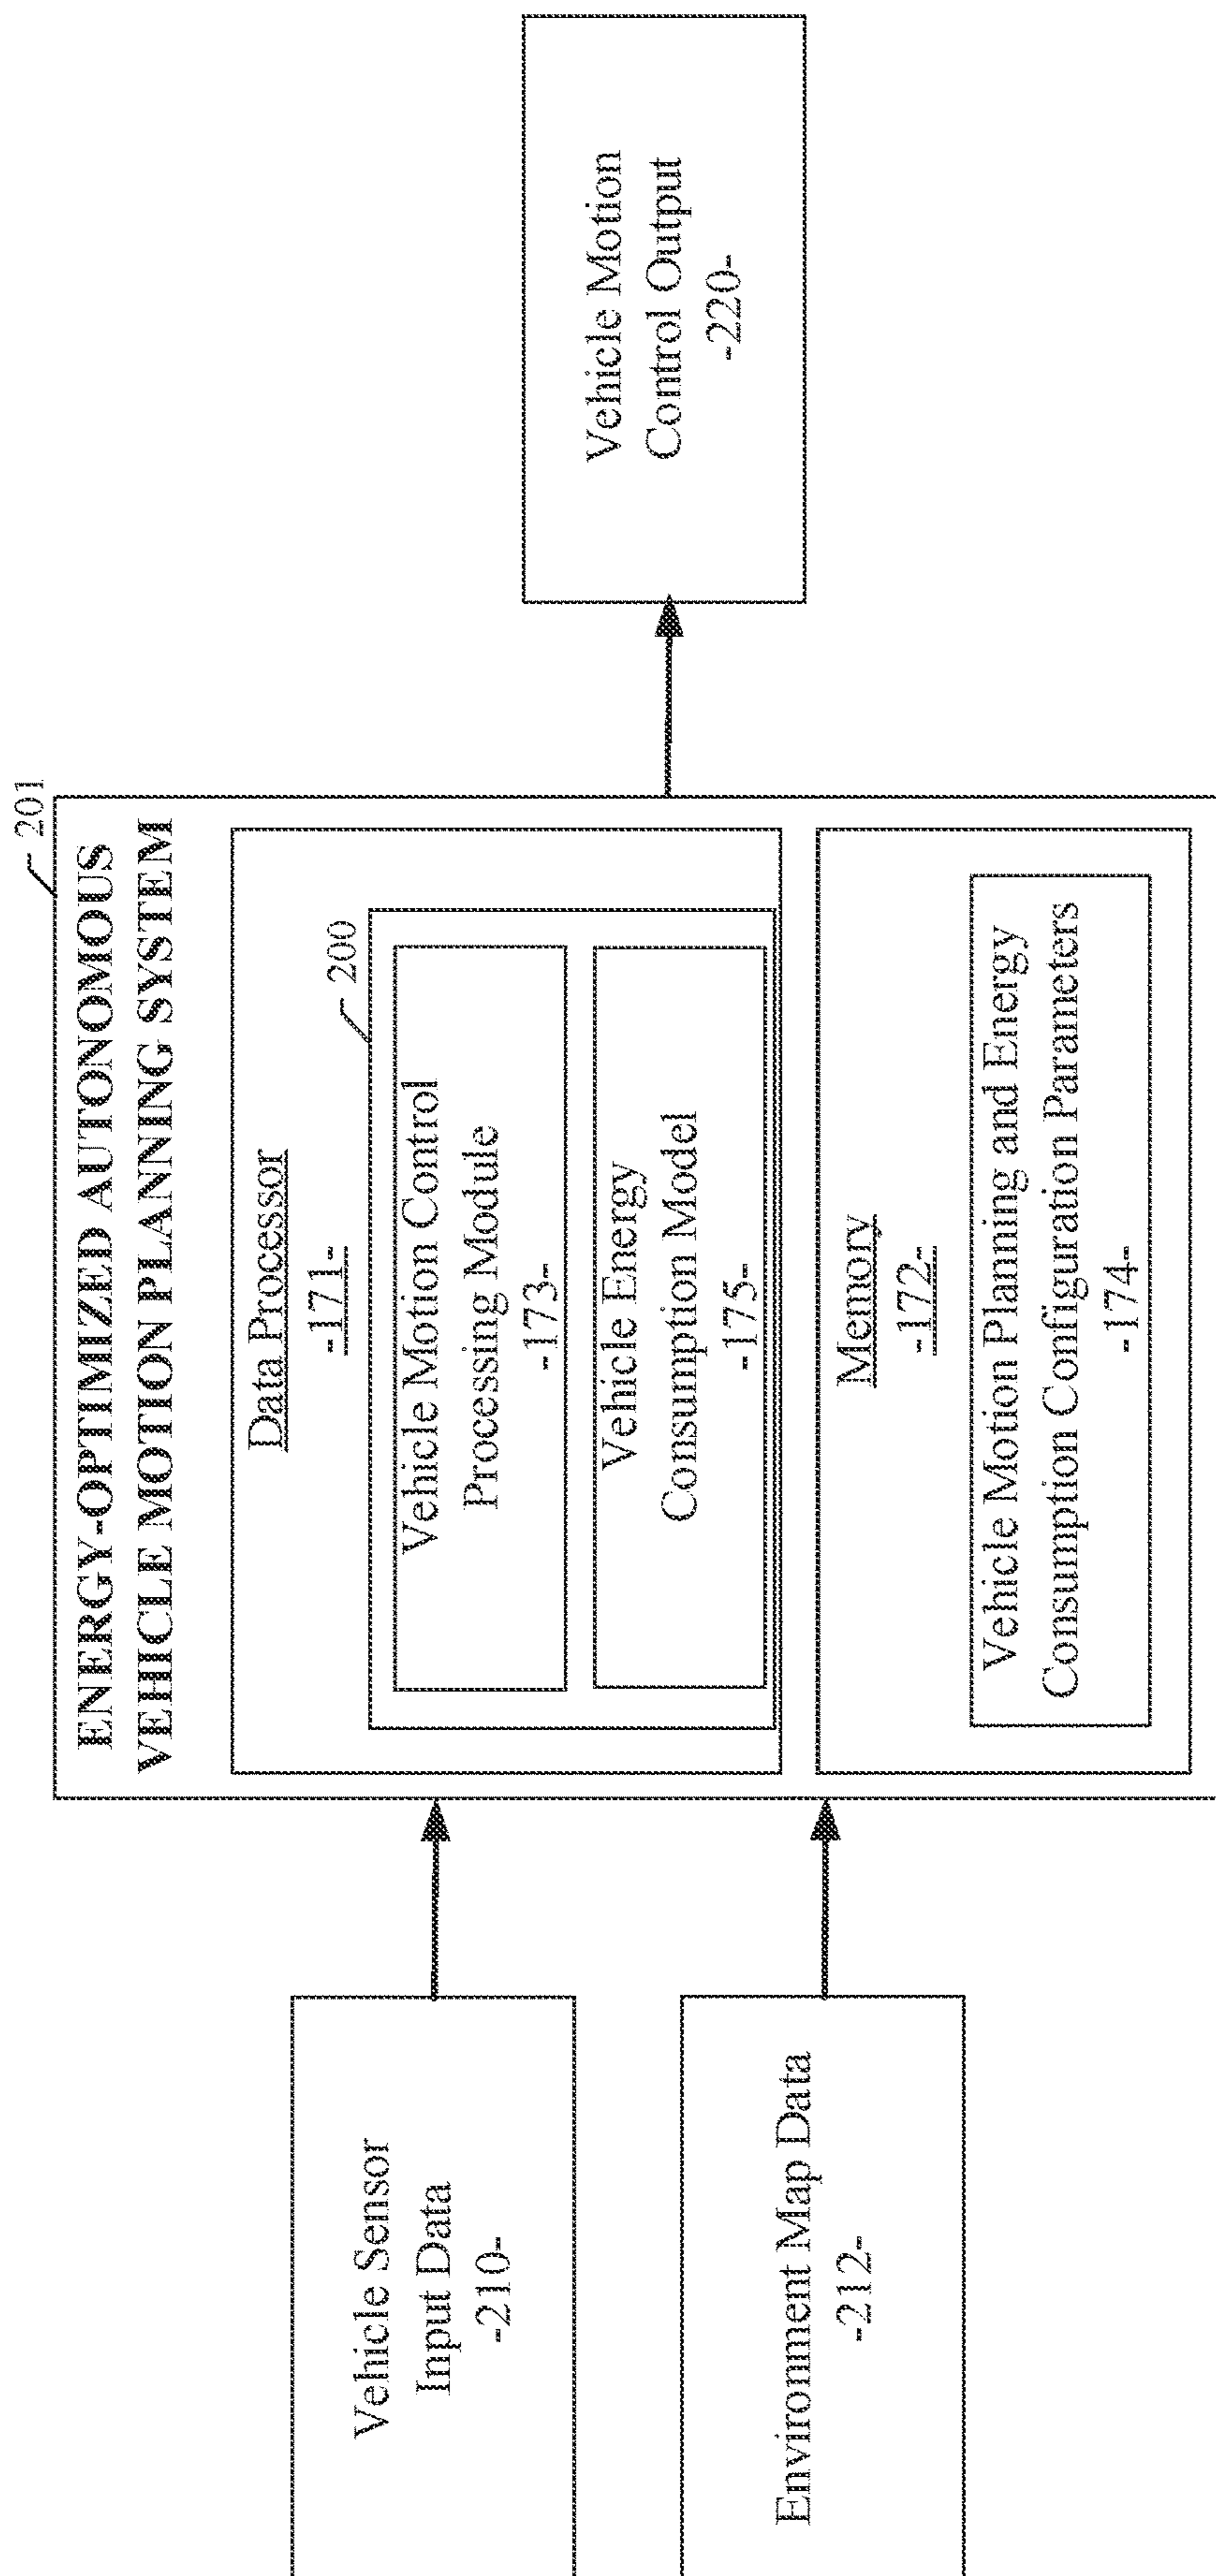 Vehicle Sensor
Input Data
-210-
Environment Map Data
-212-
201
ENERGY-OPTIMIZED AUTONOMOUS
VEHICLE MOTION PLANNING SYSTEM
Data Processor
-171-
200
Vehicle Motion Control
Processing Module
-173-
Vehicle Energy
Consumption Model
-175-
Memory
-172-
Vehicle Motion Planning and Energy
Consumption Configuration Parameters
-174-
Vehicle Motion
Control Output
-220-